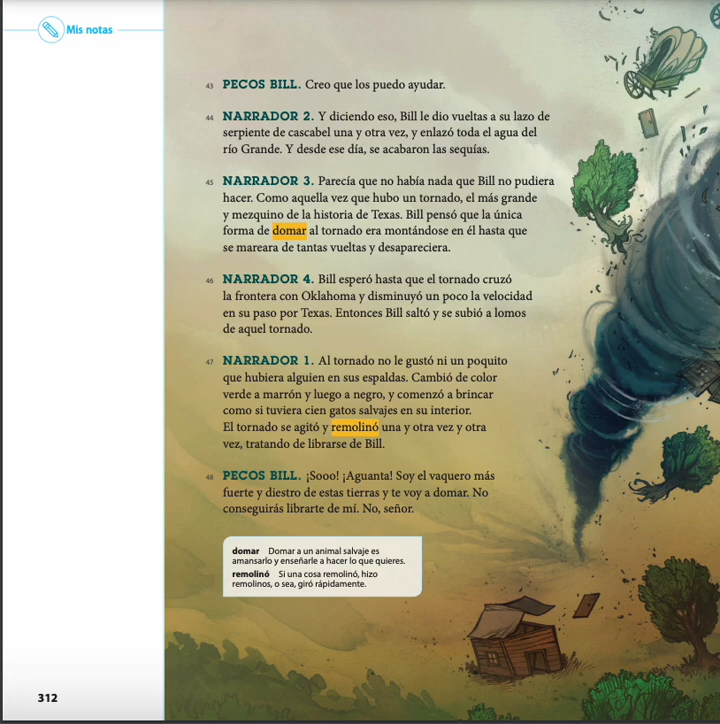 Mis notas
43 PECOS BILL. Creo que los puedo ayudar.
44 NARRADOR 2. Y diciendo eso, Bill le dio vueltas a su lazo de
serpiente de cascabel una y otra vez, y enlazó toda el agua del
río Grande. Y desde ese día, se acabaron las sequías.
45 NARRADOR 3. Parecía que no había nada que Bill no pudiera
hacer. Como aquella vez que hubo un tornado, el más grande
y mezquino de la historia de Texas. Bill pensó que la única
forma de domar al tornado era montándose en él hasta que
se mareara de tantas vueltas y desapareciera.
46 NARRADOR 4. Bill esperó hasta que el tornado cruzó
la frontera con Oklahoma y disminuyó un poco la velocidad
en su paso por Texas. Entonces Bill saltó y se subió a lomos
de aquel tornado.
47 NARRADOR 1. Al tornado no le gustó ni un poquito
que hubiera alguien en sus espaldas. Cambió de color
verde a marrón y luego a negro, y comenzó a brincar
como si tuviera cien gatos salvajes en su interior.
El tornado se agitó y remolinó una y otra vez y otra
vez, tratando de librarse de Bill.
48 PECOS BILL. ¡Sooo! ¡Aguanta! Soy el vaquero más
fuerte y diestro de estas tierras y te voy a domar. No
conseguirás librarte de mí. No, señor.
domar Domar a un animal salvaje es
amansarlo y enseñarle a hacer lo que quieres.
remolinó Si una cosa remolinó, hizo
remolinos, o sea, giró rápidamente.
312